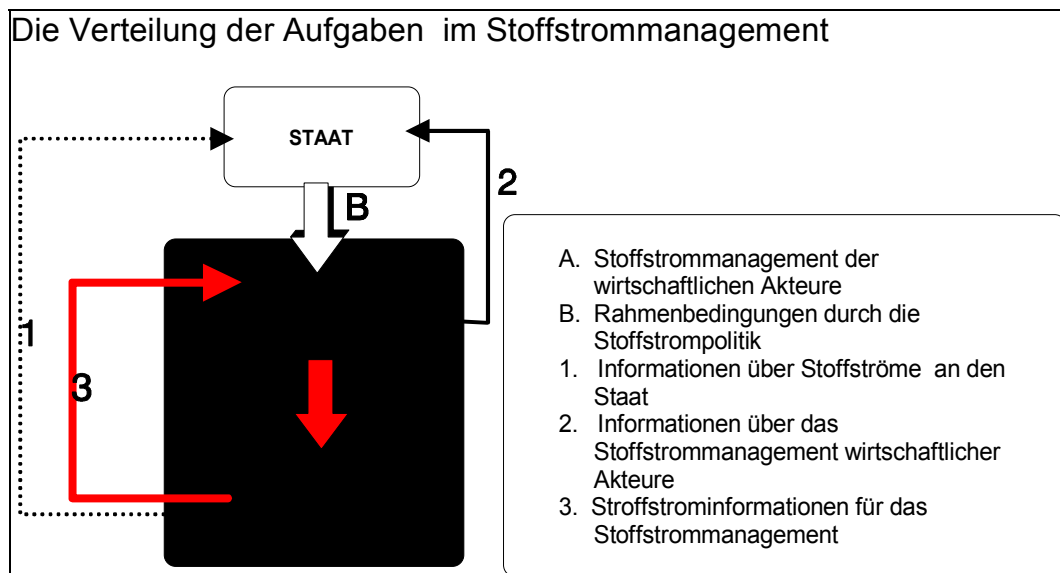 Die Verteilung der Aufgaben im Stoffstrommanagement
STAAT
B
2
1
3
A. Stoffstrommanagement der
wirtschaftlichen Akteure
B. Rahmenbedingungen durch die
Stoffstrompolitik
1. Informationen über Stoffströme an den
Staat
2. Informationen über das
Stoffstrommanagement wirtschaftlicher
Akteure
3. Stroffstrominformationen für das
Stoffstrommanagement